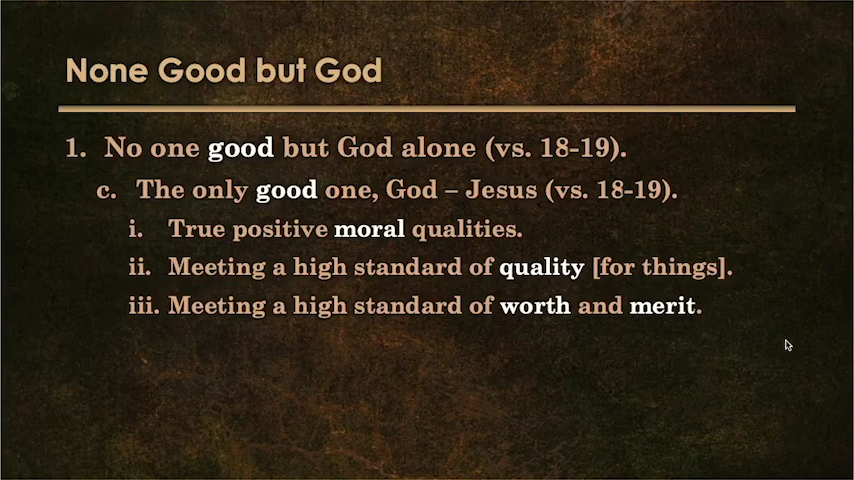 None Good but God
1. No one good but God alone (vs. 18-19).
c. The only good one, God – Jesus (vs. 18-19).
i. True positive moral qualities.
ii. Meeting a high standard of quality [for things].
iii. Meeting a high standard of worth and merit.